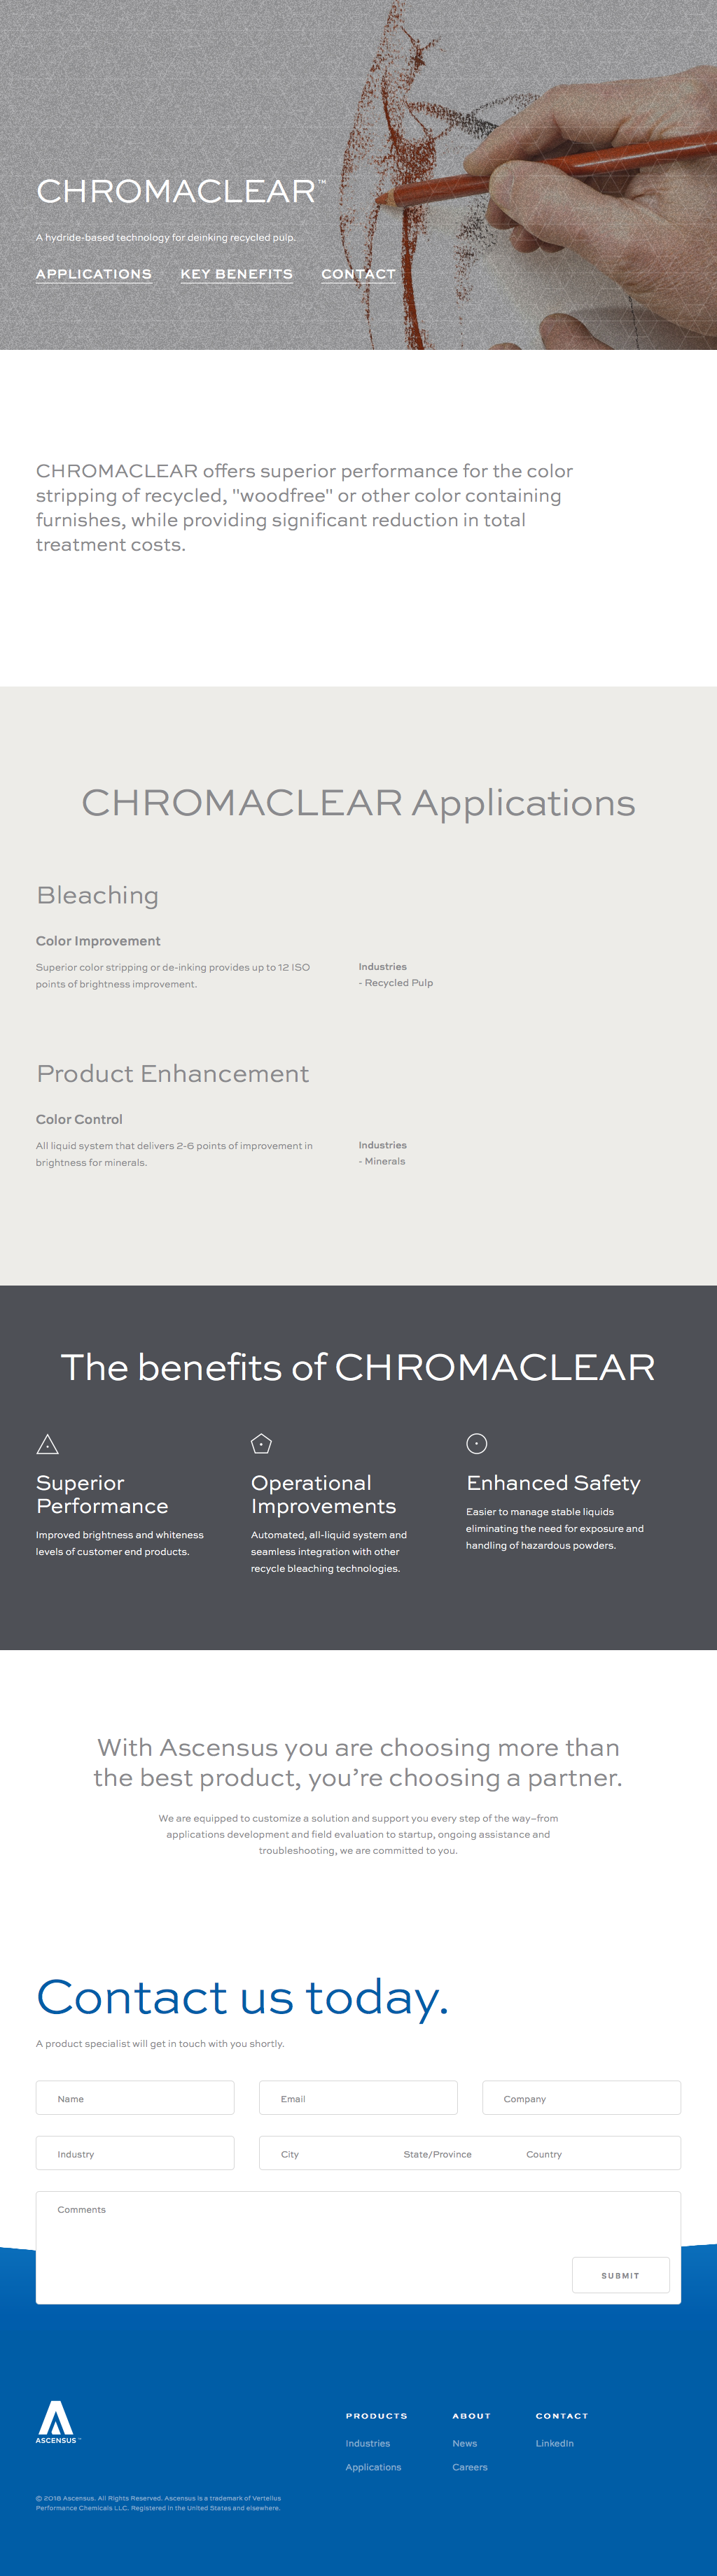 CHROMACLEAR™
A hydride-based technology for deinking recycled pulp.
APPLICATIONS KEY BENEFITS CONTACT
CHROMACLEAR offers superior performance for the color
stripping of recycled, "woodfree" or other color containing
furnishes, while providing significant reduction in total
treatment costs.
CHROMACLEAR Applications
Bleaching
Color Improvement
Superior color stripping or de-inking provides up to 12 ISO
points of brightness improvement.
Industries
- Recycled Pulp
Product Enhancement
Color Control
All liquid system that delivers 2-6 points of improvement in
brightness for minerals.
Industries
- Minerals
The benefits of CHROMACLEAR
Superior
Performance
Improved brightness and whiteness
levels of customer end products.
Operational
Improvements
Automated, all-liquid system and
seamless integration with other
recycle bleaching technologies.
Enhanced Safety
Easier to manage stable liquids
eliminating the need for exposure and
handling of hazardous powders.
With Ascensus you are choosing more than
the best product, you’re choosing a partner.
We are equipped to customize a solution and support you every step of the way–from
applications development and field evaluation to startup, ongoing assistance and
troubleshooting, we are committed to you.
Contact us today.
A product specialist will get in touch with you shortly.
Name Email Company
Industry City State/Province Country
Comments
SUBMIT
ASCENSUS™
PRODUCTS
Industries
Applications
ABOUT
News
Careers
CONTACT
LinkedIn
© 2018 Ascensus. All Rights Reserved. Ascensus is a trademark of Vertellus
Performance Chemicals LLC. Registered in the United States and elsewhere.